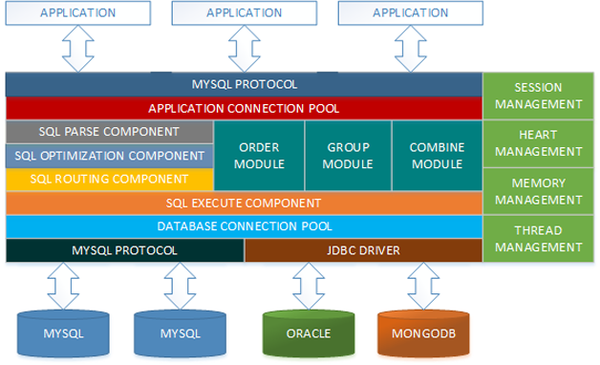 APPLICATION
APPLICATION
APPLICATION
MYSQL PROTOCOL
APPLICATION CONNECTION POOL
SQL PARSE COMPONENT
SQL OPTIMIZATION COMPONENT
SQL ROUTING COMPONENT
ORDER
MODULE
GROUP
MODULE
COMBINE
MODULE
SQL EXECUTE COMPONENT
DATABASE CONNECTION POOL
MYSQL PROTOCOL
JDBC DRIVER
SESSION
MANAGEMENT
HEART
MANAGEMENT
MEMORY
MANAGEMENT
THREAD
MANAGEMENT
MYSQL
MYSQL
ORACLE
MONGODB